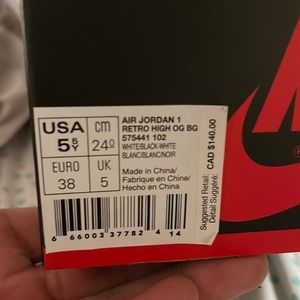 USA
5 5Y
cm
24.0
EURO
38
UK
5
AIR JORDAN 1
RETRO HIGH OG BG
575441 102
WHITE/BLACK-WHITE
BLANC/BLANC/NOIR
Made in China/
Fabriqué en Chine/
Hecho en China
Suggested Retail: CAD $140.00
Détail Suggéré:
6 66003 37782 4 14